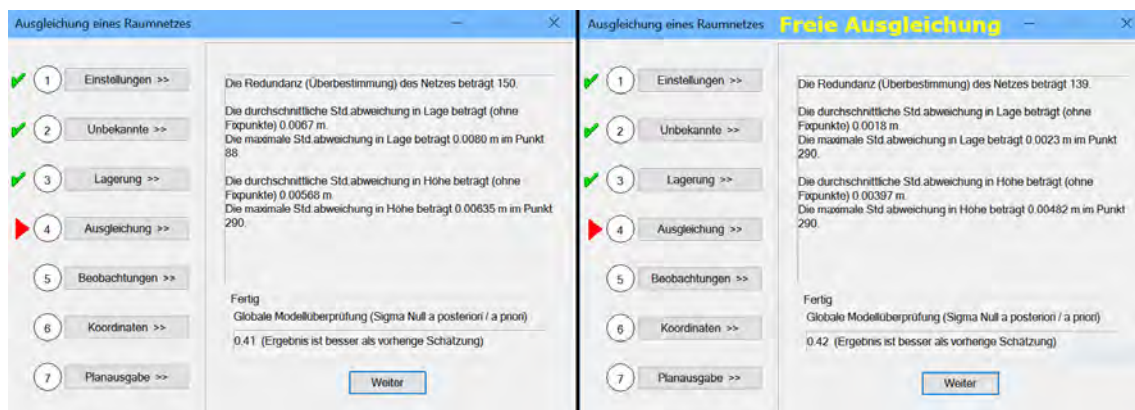 Ausgleichung eines Raumnetzes
1
Einstellungen >>
2
Unbekannte >>
3
Lagerung >>
4
Ausgleichung >>
5
Beobachtungen >>
6
Koordinaten >>
7
Planausgabe >>
Die Redundanz (Überbestimmung) des Netzes beträgt 150.
Die durchschnittliche Std.abweichung in Lage beträgt (ohne
Fixpunkte) 0.0067 m.
Die maximale Std.abweichung in Lage beträgt 0.0080 m im Punkt
88.
Die durchschnittliche Std.abweichung in Höhe beträgt (ohne
Fixpunkte) 0.00568 m.
Die maximale Std.abweichung in Höhe beträgt 0.00635 m im Punkt
290.
Fertig
Globale Modellüberprüfung (Sigma Null a posteriori / a priori)
0.41 (Ergebnis ist besser als vorherige Schätzung)
Weiter
Ausgleichung eines Raumnetzes Freie Ausgleichung
1
Einstellungen >>
2
Unbekannte >>
3
Lagerung >>
4
Ausgleichung >>
5
Beobachtungen >>
6
Koordinaten >>
7
Planausgabe >>
Die Redundanz (Überbestimmung) des Netzes beträgt 139.
Die durchschnittliche Std.abweichung in Lage beträgt (ohne
Fixpunkte) 0.0018 m.
Die maximale Std.abweichung in Lage beträgt 0.0023 m im Punkt
290.
Die durchschnittliche Std.abweichung in Höhe beträgt (ohne
Fixpunkte) 0.00397 m.
Die maximale Std.abweichung in Höhe beträgt 0.00482 m im Punkt
290.
Fertig
Globale Modellüberprüfung (Sigma Null a posteriori / a priori)
0.42 (Ergebnis ist besser als vorherige Schätzung)
Weiter